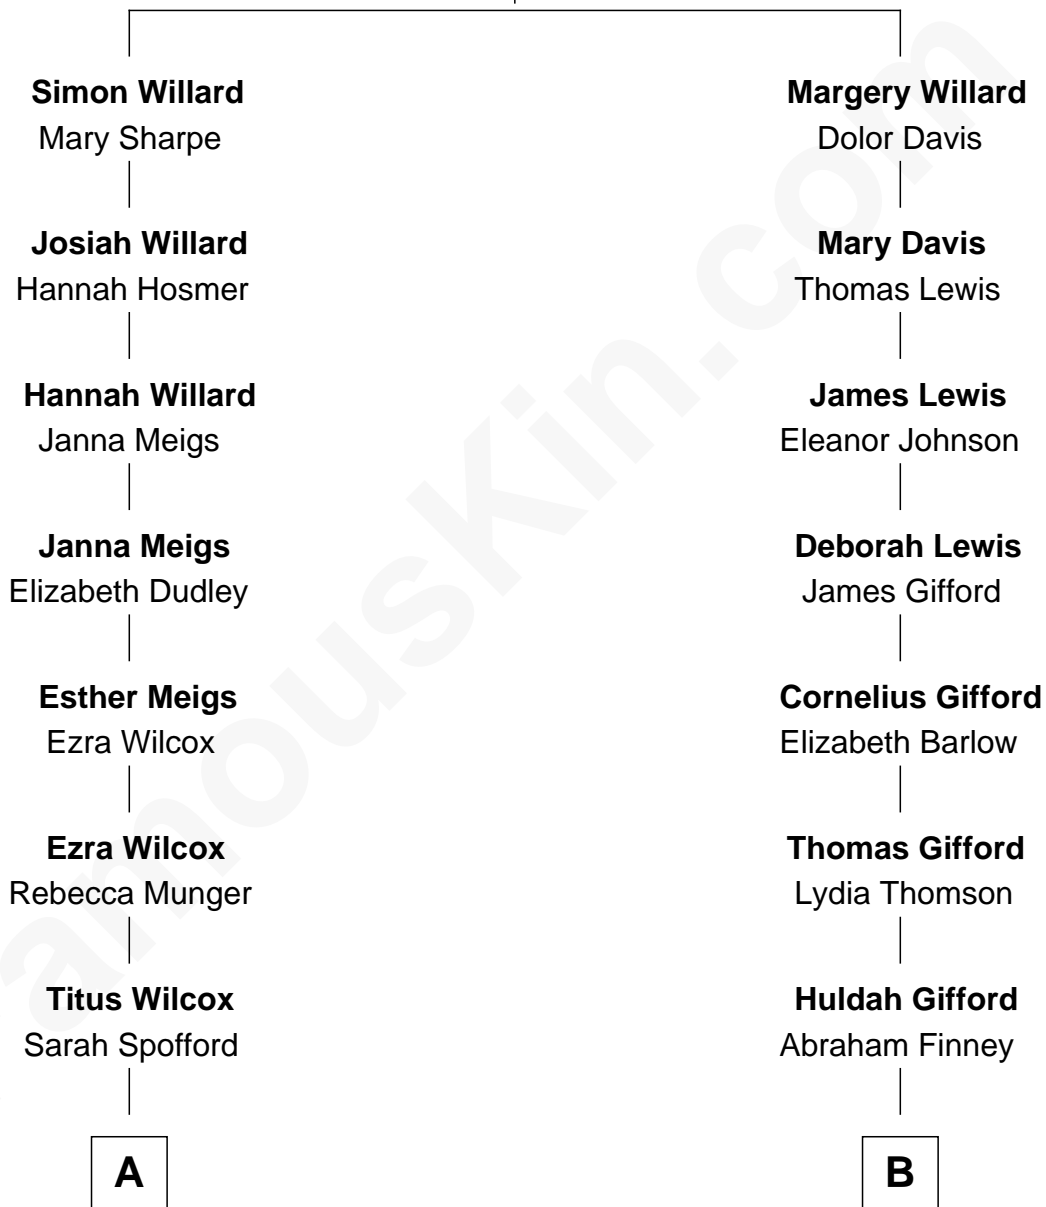 Simon Willard
Mary Sharpe
Josiah Willard
Hannah Hosmer
Hannah Willard
Janna Meigs
Janna Meigs
Elizabeth Dudley
Esther Meigs
Ezra Wilcox
Ezra Wilcox
Rebecca Munger
Titus Wilcox
Sarah Spofford
A
Margery Willard
Dolor Davis
Mary Davis
Thomas Lewis
James Lewis
Eleanor Johnson
Deborah Lewis
James Gifford
Cornelius Gifford
Elizabeth Barlow
Thomas Gifford
Lydia Thomson
Huldah Gifford
Abraham Finney
B
amouskin.com